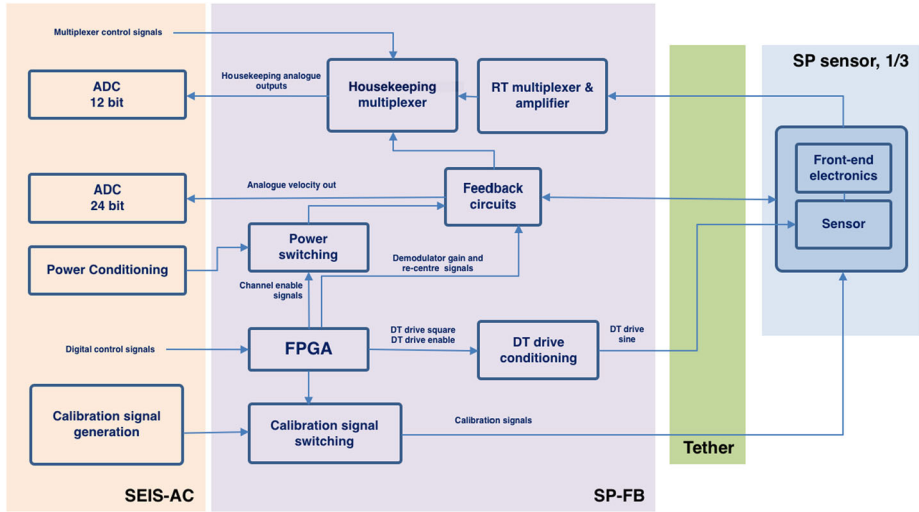 Multiplexer control signals
ADC
12 bit
Housekeeping analogue
outputs
Housekeeping
multiplexer
RT multiplexer &
amplifier
SP sensor, 1/3
Front-end
electronics
Sensor
ADC
24 bit
Analogue velocity out
Feedback
circuits
Power Conditioning
Power
switching
Channel enable
signals
Demodulator gain and
re-centre signals
Digital control signals
FPGA
DT drive square
DT drive enable
DT drive
conditioning
DT drive
sine
Calibration signal
generation
Calibration signal
switching
Calibration signals
Tether
SEIS-AC
SP-FB